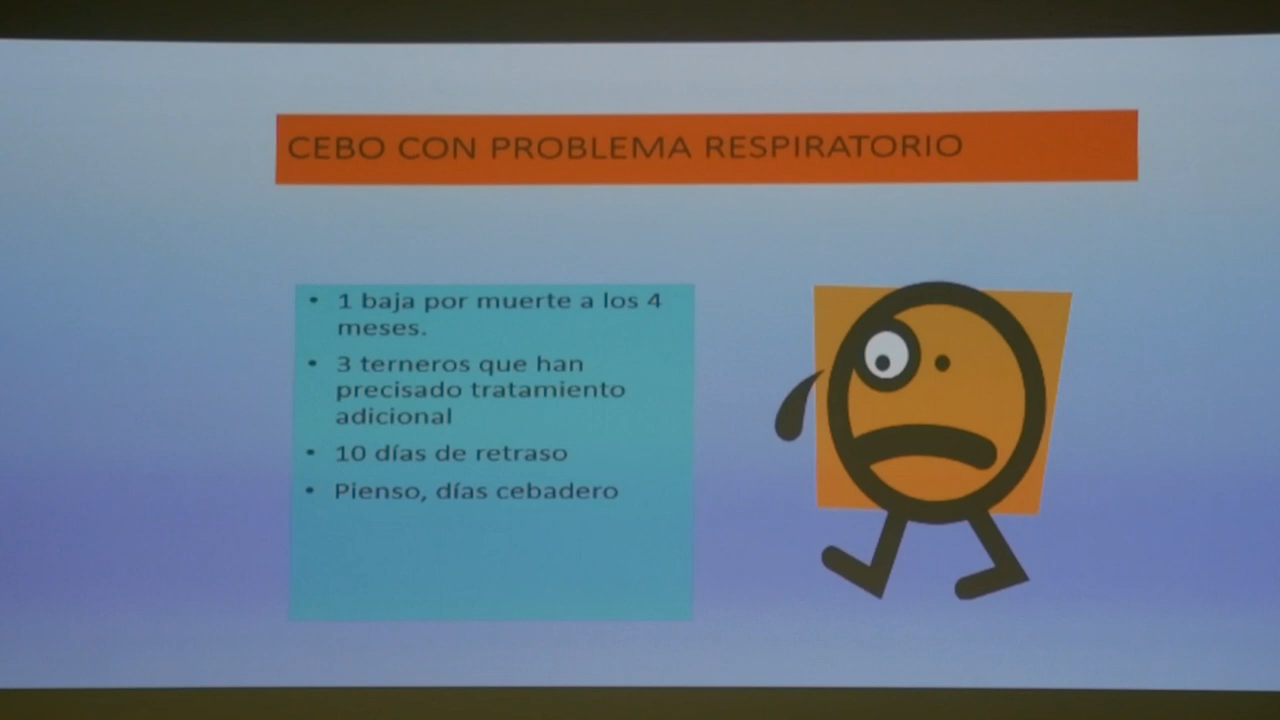 CEBO CON PROBLEMA RESPIRATORIO
• 1 baja por muerte a los 4
meses.
• 3 terneros que han
precisado tratamiento
adicional
• 10 días de retraso
• Pienso, días cebadero